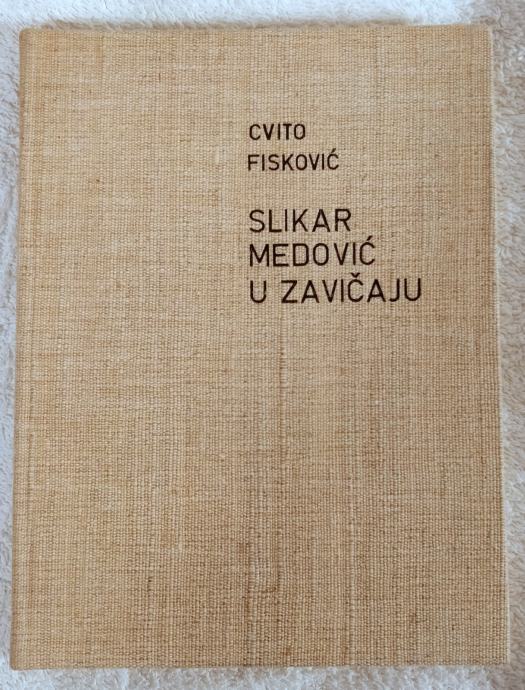 CVITO
FISKOVIĆ
SLIKAR
MEDOVIĆ
U ZAVIČAJU